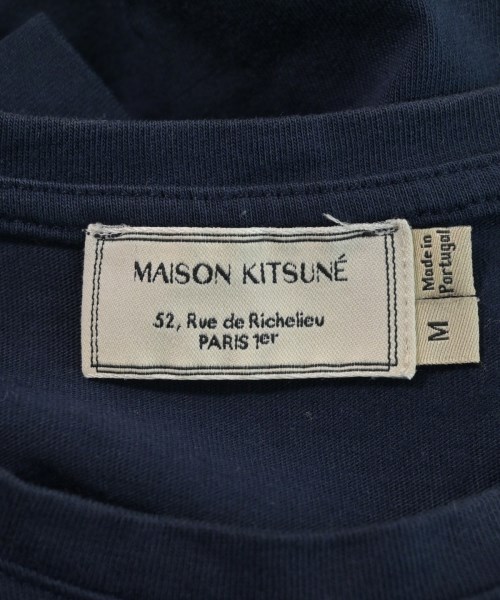 MAISON KITSUNÉ
52, Rue de Richelieu
PARIS 1er
Made in
Portugal
M